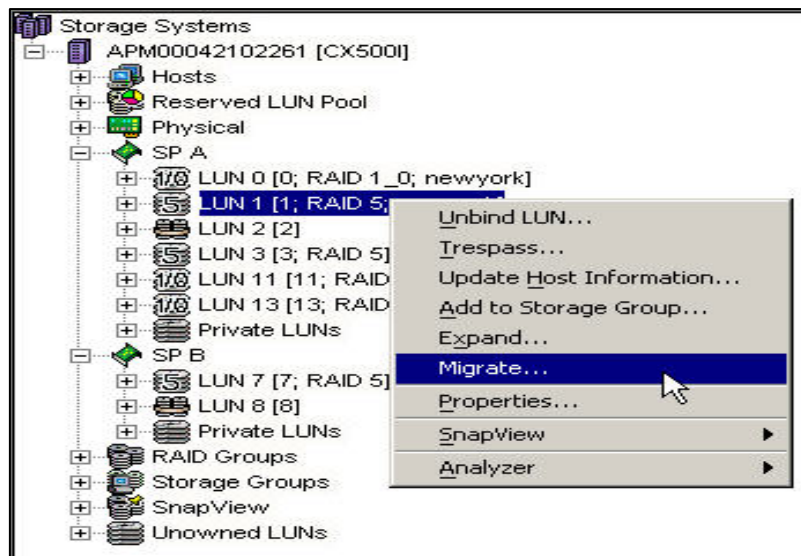 Storage Systems
APM00042102261 [CX500I]
Hosts
Reserved LUN Pool
Physical
SP A
LUN 0 [0; RAID 1_0; newyork]
LUN 1 [1; RAID 5;
LUN 2 [2]
LUN 3 [3; RAID 5]
LUN 11 [11; RAID
LUN 13 [13; RAID
Private LUNs
SP B
LUN 7 [7; RAID 5]
LUN 8 [8]
Private LUNs
RAID Groups
Storage Groups
SnapView
Unowned LUNs
Unbind LUN...
Trespass...
Update Host Information...
Add to Storage Group...
Expand...
Migrate...
Properties...
SnapView
Analyzer